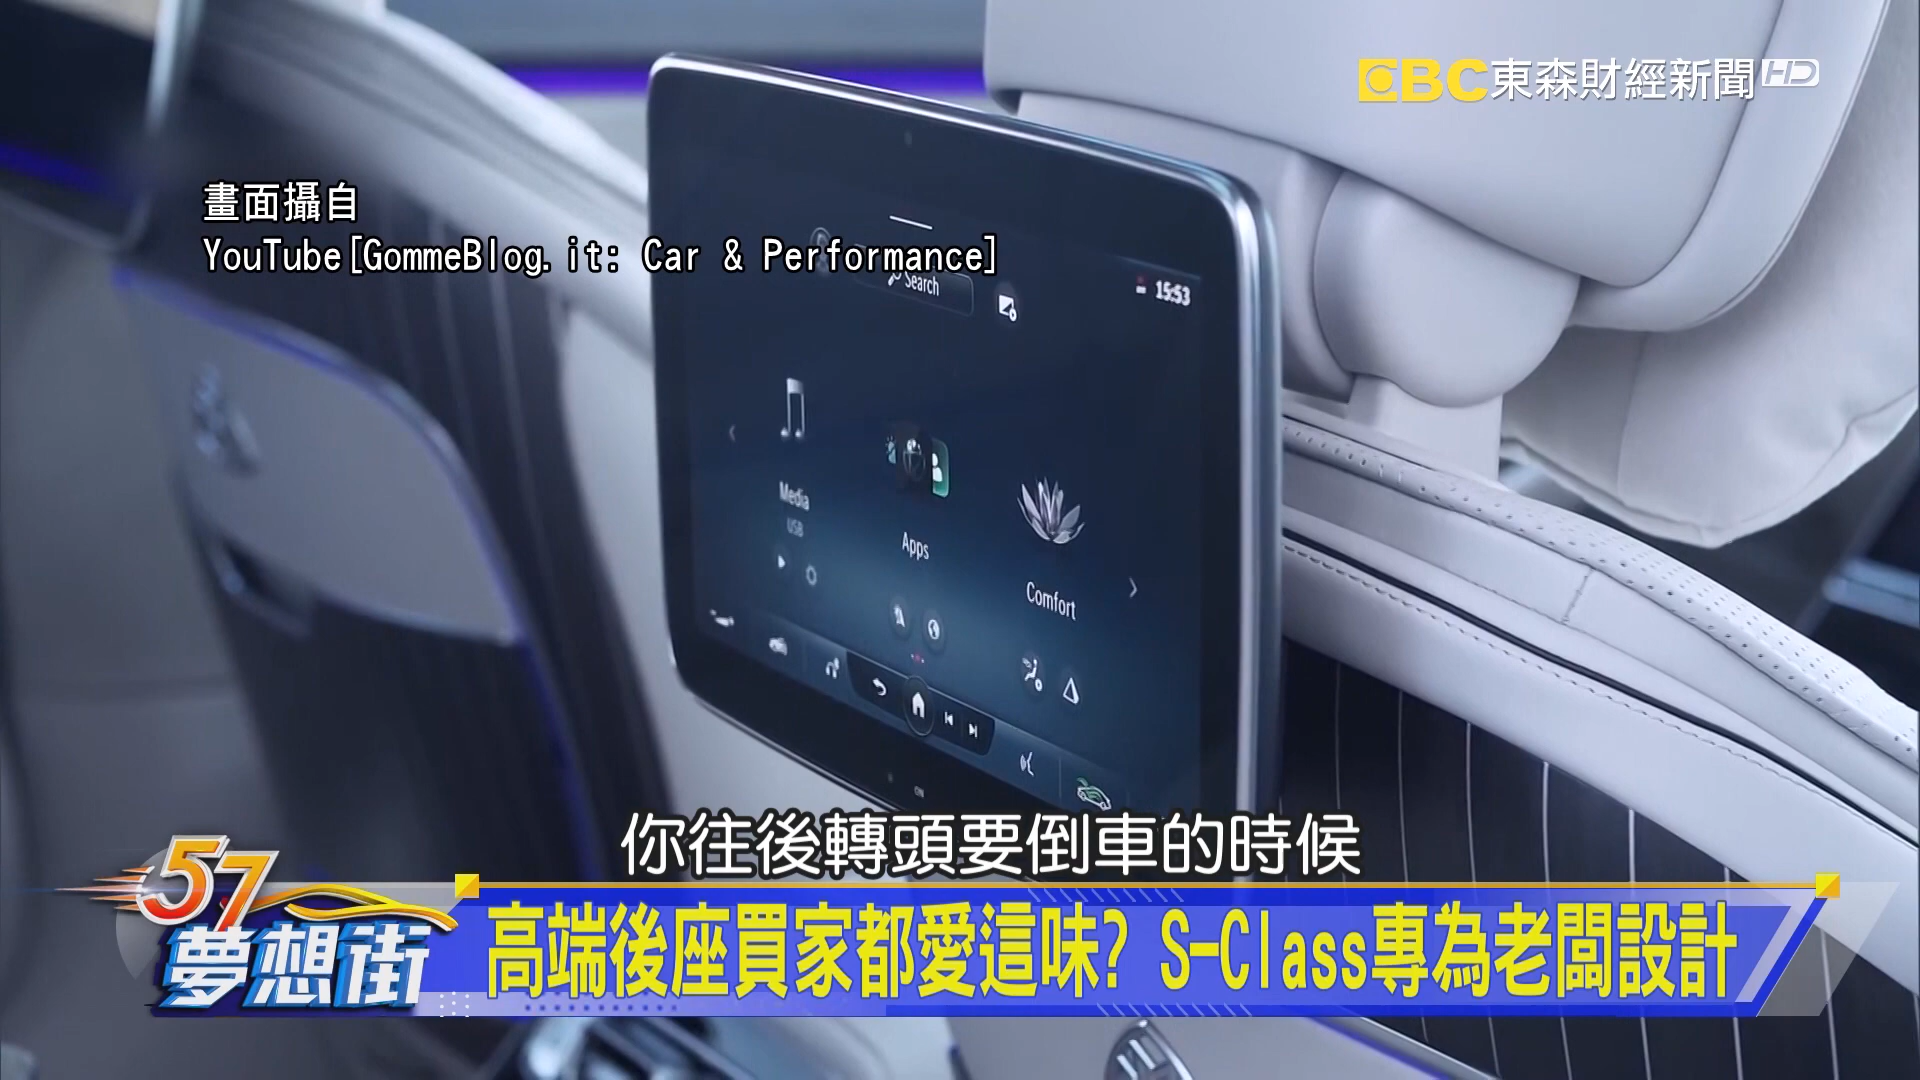 EBC東森財經新聞HD
畫面攝自
YouTube[GommeBlog.it: Car & Performance]
Search
15:53
Media
USB
Apps
Comfort
ON
你往後轉頭要倒車的時候
57夢想街
高端後座買家都愛這味? S-Class專為老闆設計